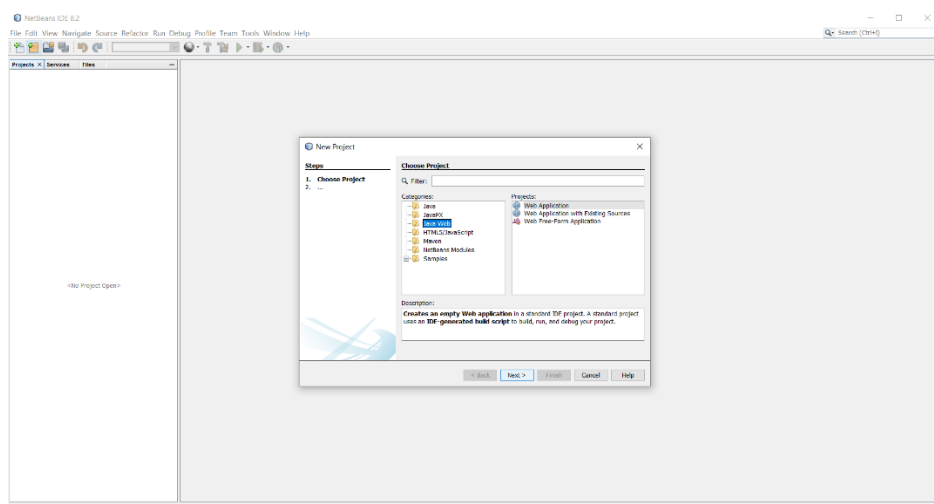 NetBeans IDE 8.2
File Edit View Navigate Source Refactor Run Debug Profile Team Tools Window Help
Search (Ctrl+I)
Projects × Services Files
<No Project Open>
New Project
Steps
1. Choose Project
2. ...
Choose Project
Filter:
Categories:
Java
JavaFX
Java Web
HTML5/JavaScript
Maven
NetBeans Modules
Samples
Projects:
Web Application
Web Application with Existing Sources
Web Free-Form Application
Description:
Creates an empty Web application in a standard IDE project. A standard project
uses an IDE-generated build script to build, run, and debug your project.
< Back Next > Finish Cancel Help